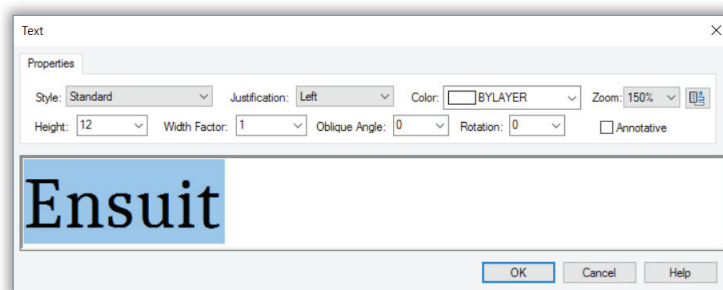 Text
Properties
Style: Standard Justification: Left Color: BYLAYER Zoom: 150%
Height: 12 Width Factor: 1 Oblique Angle: 0 Rotation: 0 Annotative
Ensuit
OK Cancel Help